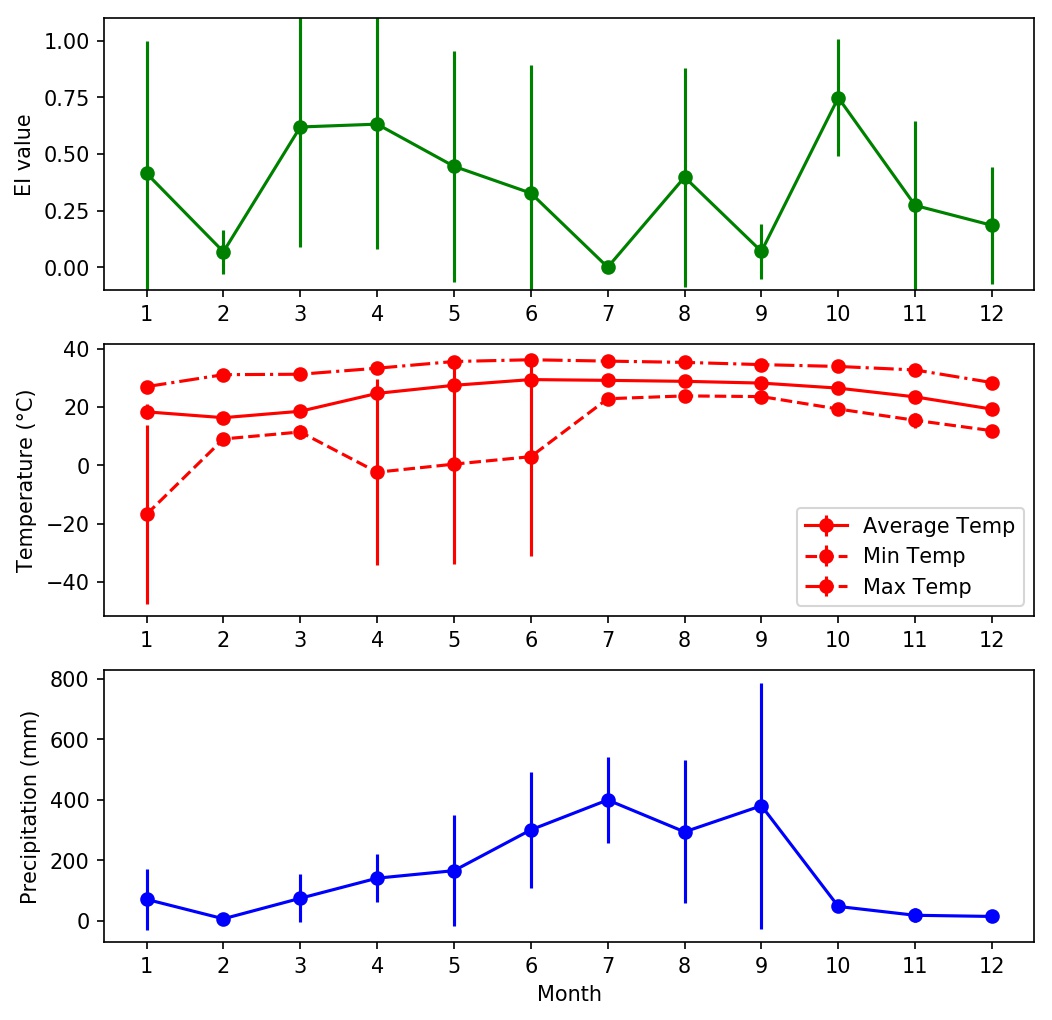 EI value
1.00
0.75
0.50
0.25
0.00
1 2 3 4 5 6 7 8 9 10 11 12
Temperature (°C)
40
20
0
−20
−40
Average Temp
Min Temp
Max Temp
1 2 3 4 5 6 7 8 9 10 11 12
Precipitation (mm)
800
600
400
200
0
1 2 3 4 5 6 7 8 9 10 11 12
Month